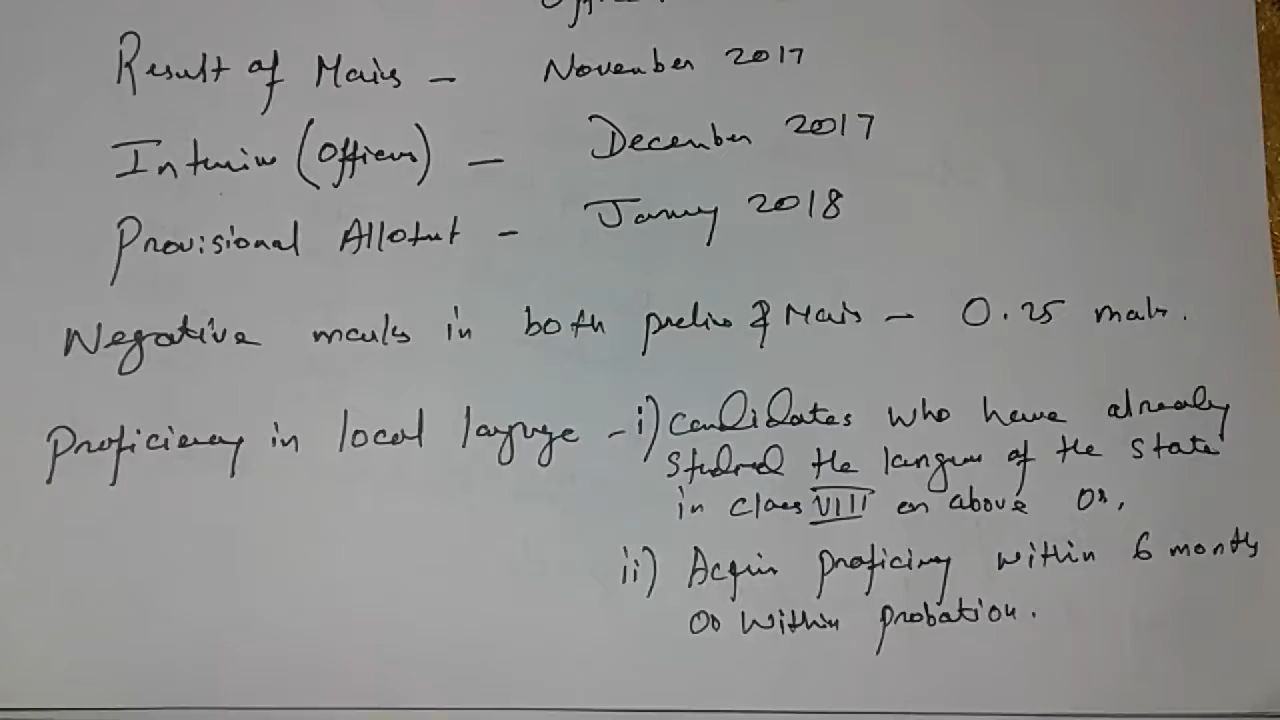 Result of Mains - November 2017
Interview (Officers) - December 2017
Provisional Allotment - January 2018
Negative marks in both prelims & Mains - 0.25 marks.
Proficiency in local language - i) Candidates who have already
studied the language of the state
in class VIII or above or,
ii) Acquire proficiency within 6 months
or within probation.